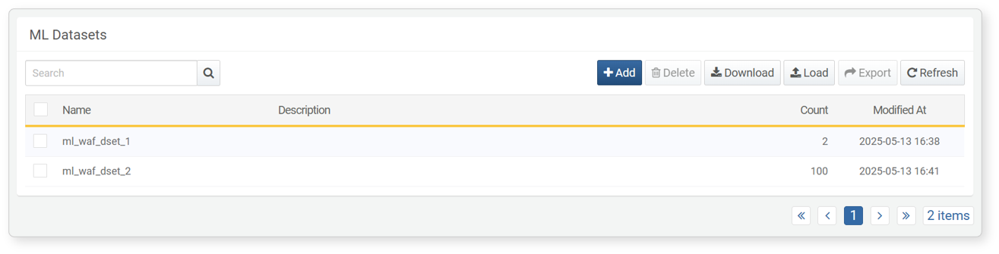 ML Datasets
Search
Add Delete Download Load Export Refresh
Name Description Count Modified At
ml_waf_dset_1 2 2025-05-13 16:38
ml_waf_dset_2 100 2025-05-13 16:41
« ‹ 1 › » 2 items